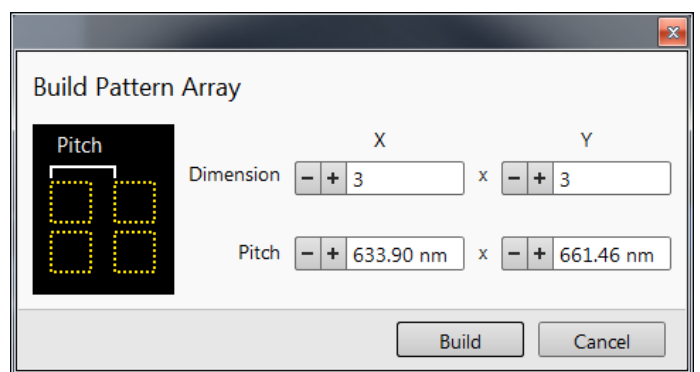 Build Pattern Array
Pitch
X Y
Dimension − + 3 x − + 3
Pitch − + 633.90 nm x − + 661.46 nm
Build Cancel